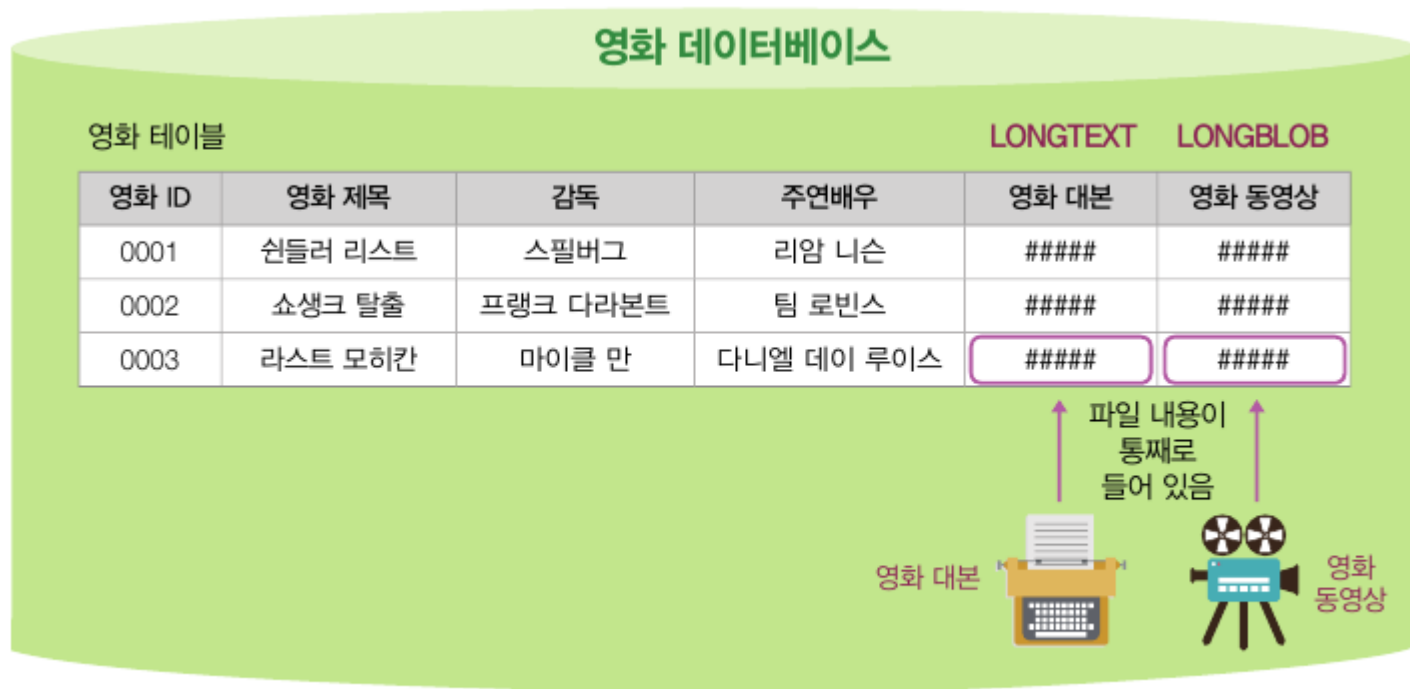 영화 데이터베이스
영화 테이블 LONGTEXT LONGBLOB
영화 ID 영화 제목 감독 주연배우 영화 대본 영화 동영상
0001 쉰들러 리스트 스필버그 리암 니슨 ##### #####
0002 쇼생크 탈출 프랭크 다라본트 팀 로빈스 ##### #####
0003 라스트 모히칸 마이클 만 다니엘 데이 루이스 ##### #####
파일 내용이
통째로
들어 있음
영화 대본
영화
동영상